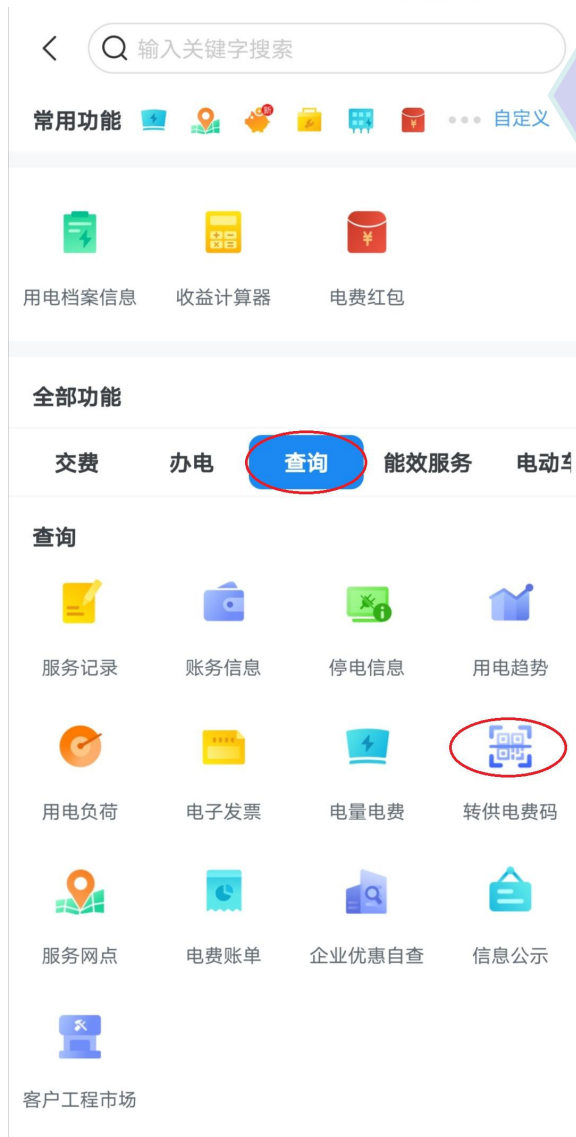 输入关键字搜索
常用功能 新 ¥ 自定义
¥
用电档案信息 收益计算器 电费红包
全部功能
交费 办电 查询 能效服务 电动车
查询
服务记录 账务信息 停电信息 用电趋势
用电负荷 电子发票 电量电费 转供电费码
服务网点 电费账单 企业优惠自查 信息公示
客户工程市场